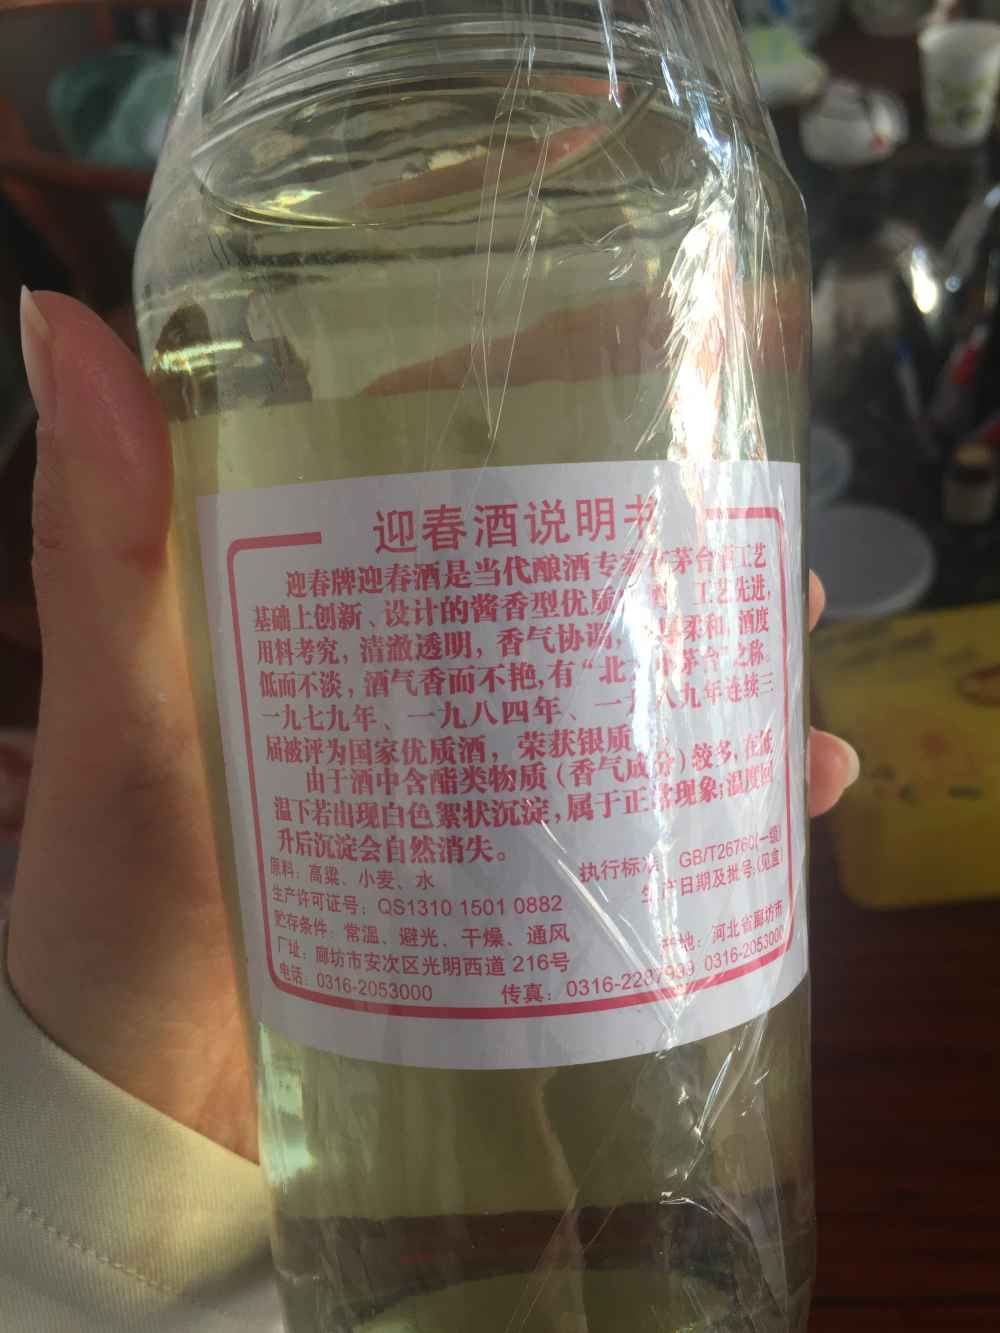 迎春酒说明书
迎春牌迎春酒是当代酿酒专家在茅台酒工艺
基础上创新、设计的酱香型优质 工艺先进,
用料考究，清澈透明，香气协调, 厚柔和,酒度
低而不淡，酒气香而不艳,有“北方小茅台”之称。
一九七九年、一九八四年、一九八九年连续三
届被评为国家优质酒，荣获银质
由于酒中含酯类物质（香气成分）较多,在低
温下若出现白色絮状沉淀,属于正常现象;温度回
升后沉淀会自然消失。
原料: 高粱、小麦、水 执行标准: GB/T26760(一级)
生产许可证号: QS1310 1501 0882 生产日期及批号:(见盒)
贮存条件: 常温、避光、干燥、通风 产地: 河北省廊坊市
厂址: 廊坊市安次区光明西道 216号
电话: 0316-2053000 传真: 0316-2287999 0316-2053000